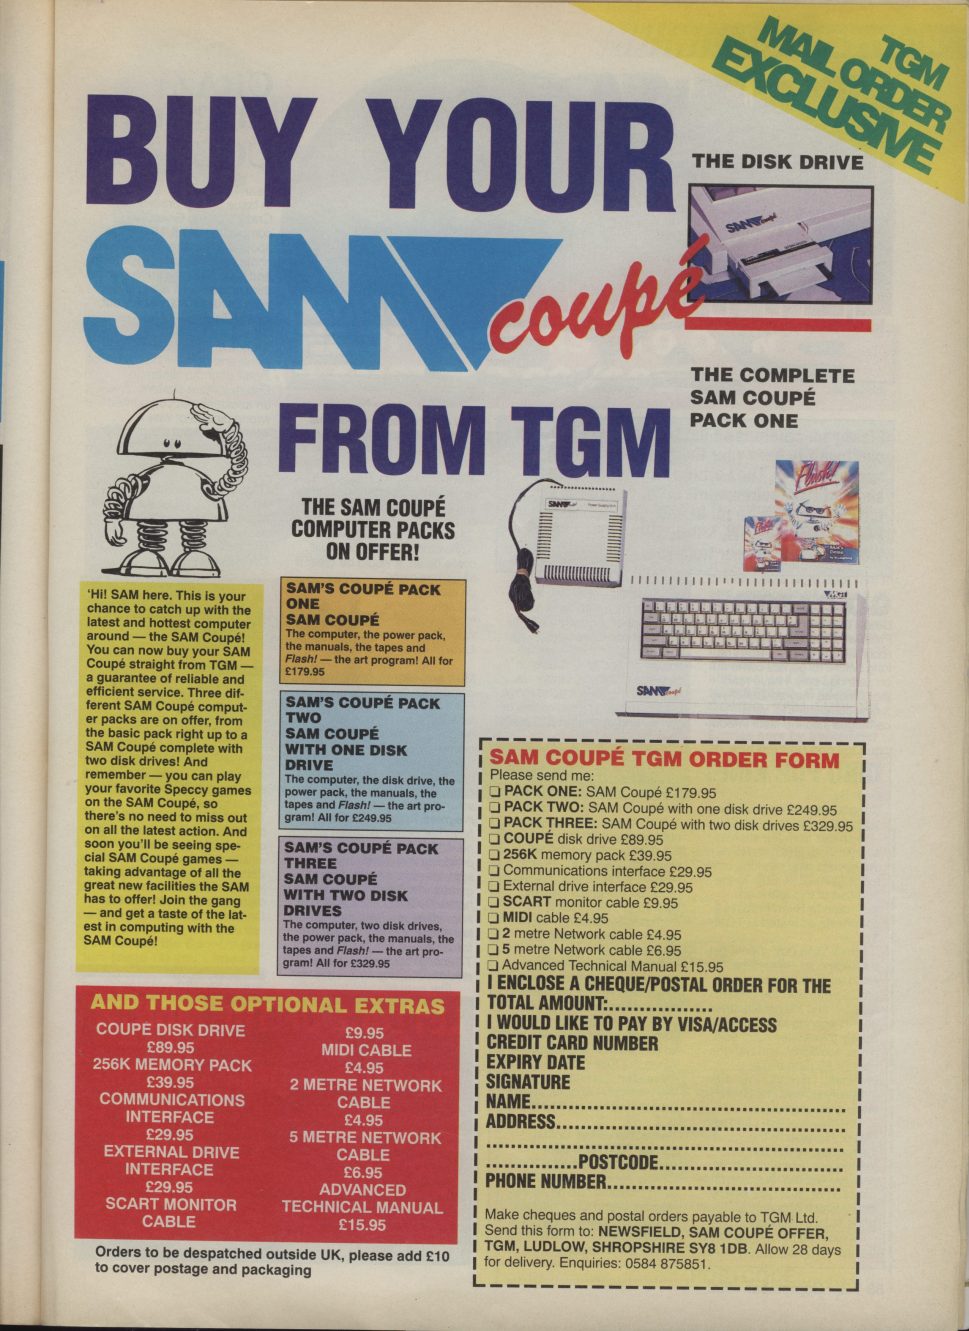 TGM
MAIL ORDER
EXCLUSIVE
BUY YOUR
SAM coupé
FROM TGM
THE DISK DRIVE
SAM coupé
THE COMPLETE
SAM COUPÉ
PACK ONE
THE SAM COUPÉ
COMPUTER PACKS
ON OFFER!
SAM
Power Supply Unit
Flash!
Flash!
MGT
SAM coupé
'Hi! SAM here. This is your
chance to catch up with the
latest and hottest computer
around — the SAM Coupé!
You can now buy your SAM
Coupé straight from TGM —
a guarantee of reliable and
efficient service. Three dif-
ferent SAM Coupé comput-
er packs are on offer, from
the basic pack right up to a
SAM Coupé complete with
two disk drives! And
remember — you can play
your favorite Speccy games
on the SAM Coupé, so
there's no need to miss out
on all the latest action. And
soon you'll be seeing spe-
cial SAM Coupé games —
taking advantage of all the
great new facilities the SAM
has to offer! Join the gang
— and get a taste of the lat-
est in computing with the
SAM Coupé!
SAM'S COUPÉ PACK
ONE
SAM COUPÉ
The computer, the power pack,
the manuals, the tapes and
Flash! — the art program! All for
£179.95
SAM'S COUPÉ PACK
TWO
SAM COUPÉ
WITH ONE DISK
DRIVE
The computer, the disk drive, the
power pack, the manuals, the
tapes and Flash! — the art pro-
gram! All for £249.95
SAM'S COUPÉ PACK
THREE
SAM COUPÉ
WITH TWO DISK
DRIVES
The computer, two disk drives,
the power pack, the manuals, the
tapes and Flash! — the art pro-
gram! All for £329.95
AND THOSE OPTIONAL EXTRAS
COUPE DISK DRIVE
£89.95
256K MEMORY PACK
£39.95
COMMUNICATIONS
INTERFACE
£29.95
EXTERNAL DRIVE
INTERFACE
£29.95
SCART MONITOR
CABLE
£9.95
MIDI CABLE
£4.95
2 METRE NETWORK
CABLE
£4.95
5 METRE NETWORK
CABLE
£6.95
ADVANCED
TECHNICAL MANUAL
£15.95
Orders to be despatched outside UK, please add £10
to cover postage and packaging
SAM COUPÉ TGM ORDER FORM
Please send me:
❏ PACK ONE: SAM Coupé £179.95
❏ PACK TWO: SAM Coupé with one disk drive £249.95
❏ PACK THREE: SAM Coupé with two disk drives £329.95
❏ COUPÉ disk drive £89.95
❏ 256K memory pack £39.95
❏ Communications interface £29.95
❏ External drive interface £29.95
❏ SCART monitor cable £9.95
❏ MIDI cable £4.95
❏ 2 metre Network cable £4.95
❏ 5 metre Network cable £6.95
❏ Advanced Technical Manual £15.95
I ENCLOSE A CHEQUE/POSTAL ORDER FOR THE
TOTAL AMOUNT:..................
I WOULD LIKE TO PAY BY VISA/ACCESS
CREDIT CARD NUMBER
EXPIRY DATE
SIGNATURE
NAME......................................................
ADDRESS..................................................
................................................................
................POSTCODE................................
PHONE NUMBER........................................
Make cheques and postal orders payable to TGM Ltd.
Send this form to: NEWSFIELD, SAM COUPÉ OFFER,
TGM, LUDLOW, SHROPSHIRE SY8 1DB. Allow 28 days
for delivery. Enquiries: 0584 875851.